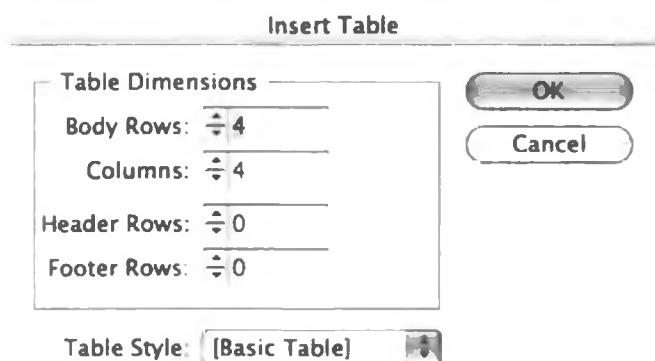 Insert Table
Table Dimensions
OK
Body Rows: 4
Cancel
Columns: 4
Header Rows: 0
Footer Rows: 0
Table Style: [Basic Table]